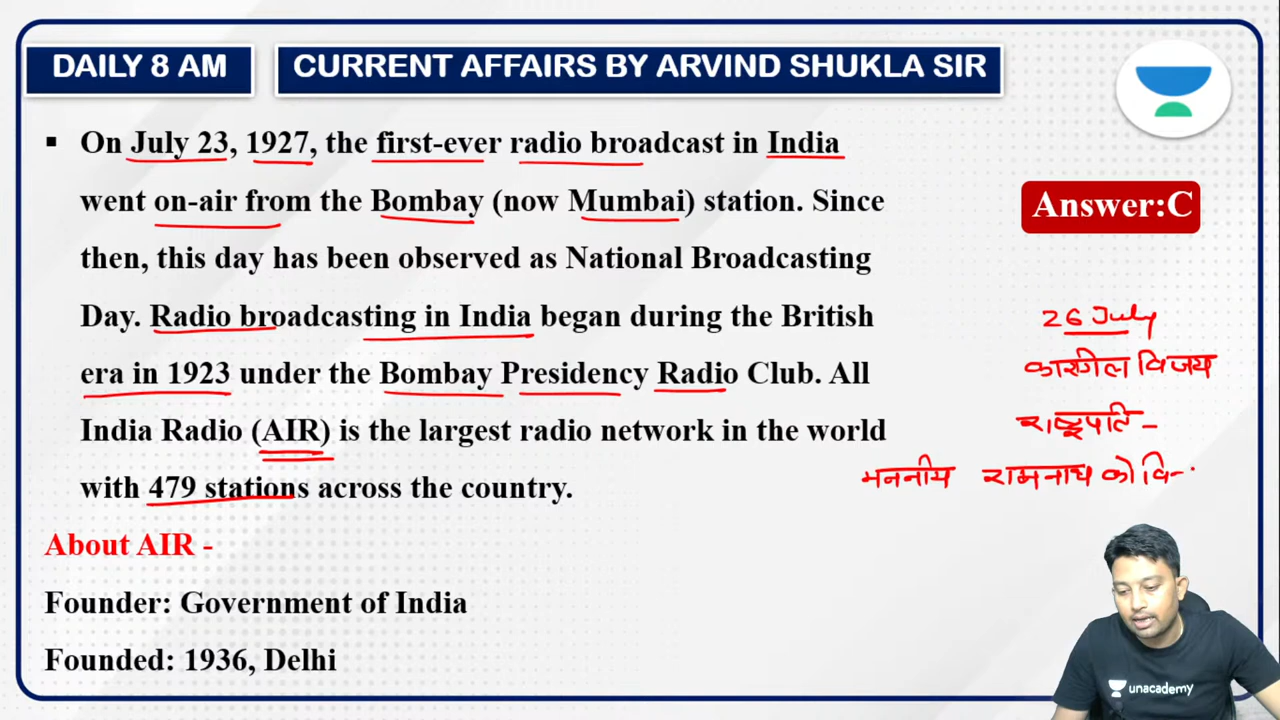 DAILY 8 AM
CURRENT AFFAIRS BY ARVIND SHUKLA SIR
▪ On July 23, 1927, the first-ever radio broadcast in India
went on-air from the Bombay (now Mumbai) station. Since
then, this day has been observed as National Broadcasting
Day. Radio broadcasting in India began during the British
era in 1923 under the Bombay Presidency Radio Club. All
India Radio (AIR) is the largest radio network in the world
with 479 stations across the country.
About AIR -
Founder: Government of India
Founded: 1936, Delhi
Answer:C
26 July
कारगील विजय
राष्ट्रपति -
मननीय रामनाथ कोवि-
unacademy